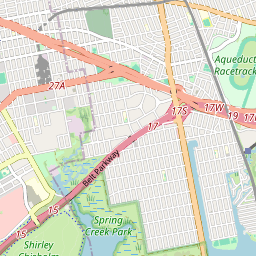 Aqueduct
Racetrack
27A
17S
17W
19
17
Belt Parkway
15
15
Spring
Creek Park
Shirley
Chisholm